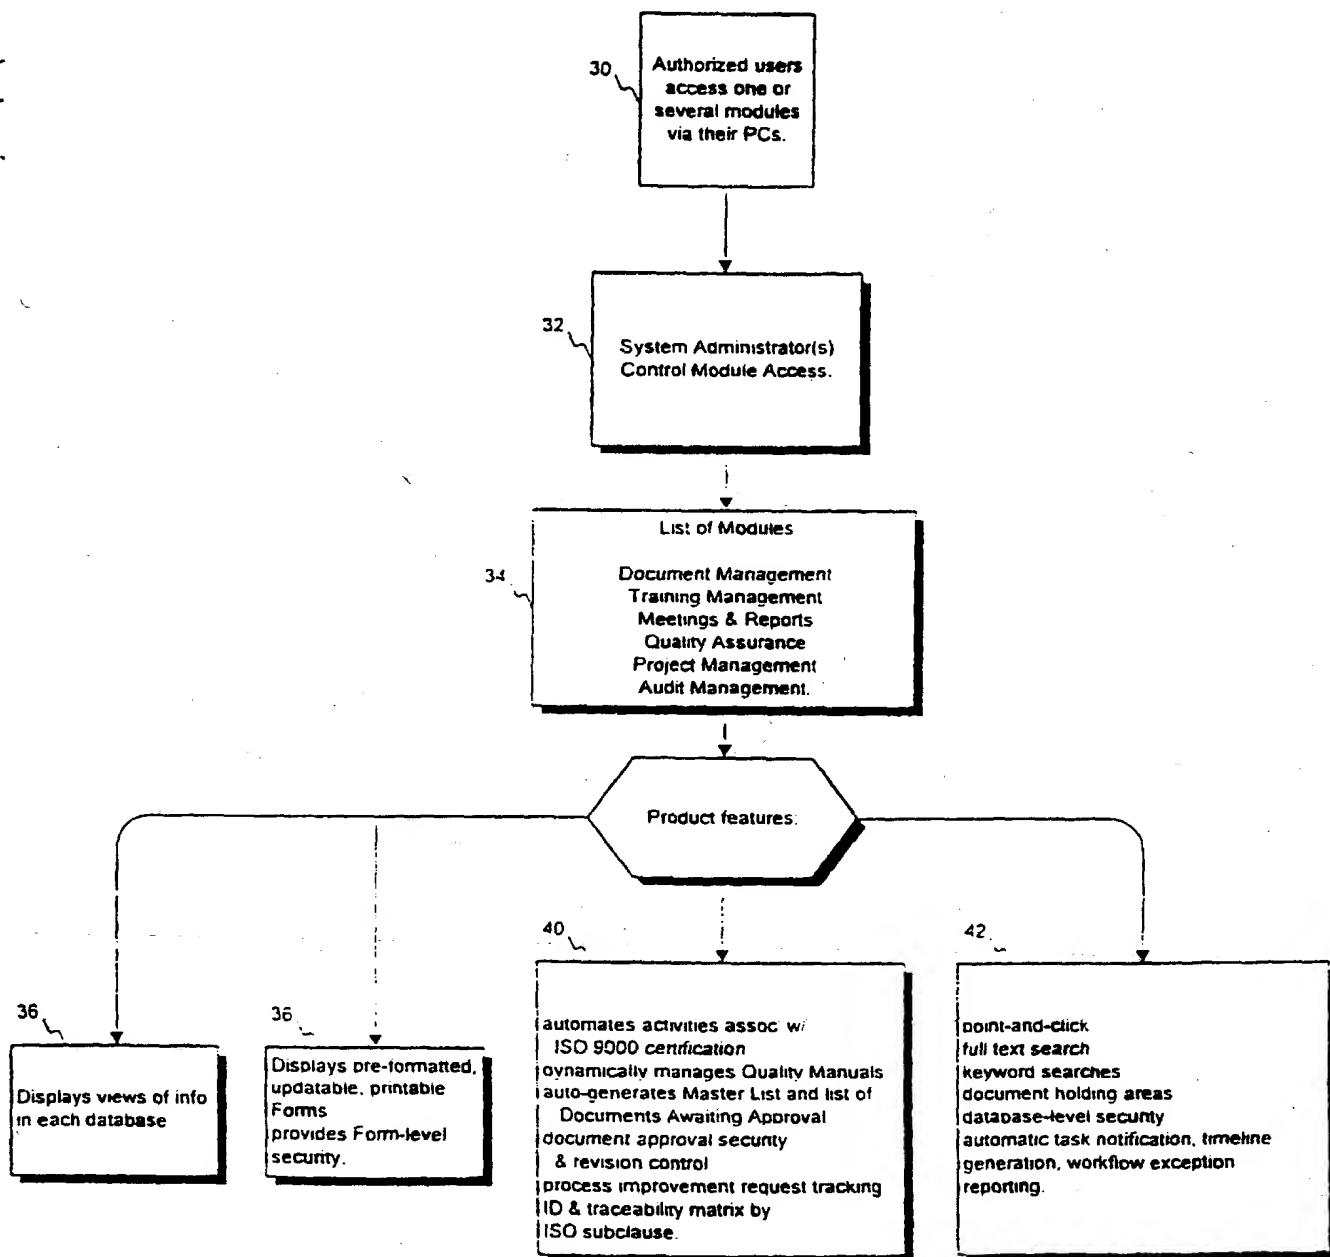 30
Authorized users
access one or
several modules
via their PCs.
32
System Administrator(s)
Control Module Access.
34
List of Modules
Document Management
Training Management
Meetings & Reports
Quality Assurance
Project Management
Audit Management.
Product features:
36
Displays views of info
in each database
36
Displays pre-formatted,
updatable, printable
Forms
provides Form-level
security.
40
automates activities assoc w/
ISO 9000 certification
dynamically manages Quality Manuals
auto-generates Master List and list of
Documents Awaiting Approval
document approval security
& revision control
process improvement request tracking
ID & traceability matrix by
ISO subclause.
42
point-and-click
full text search
keyword searches
document holding areas
database-level security
automatic task notification, timeline
generation, workflow exception
reporting.